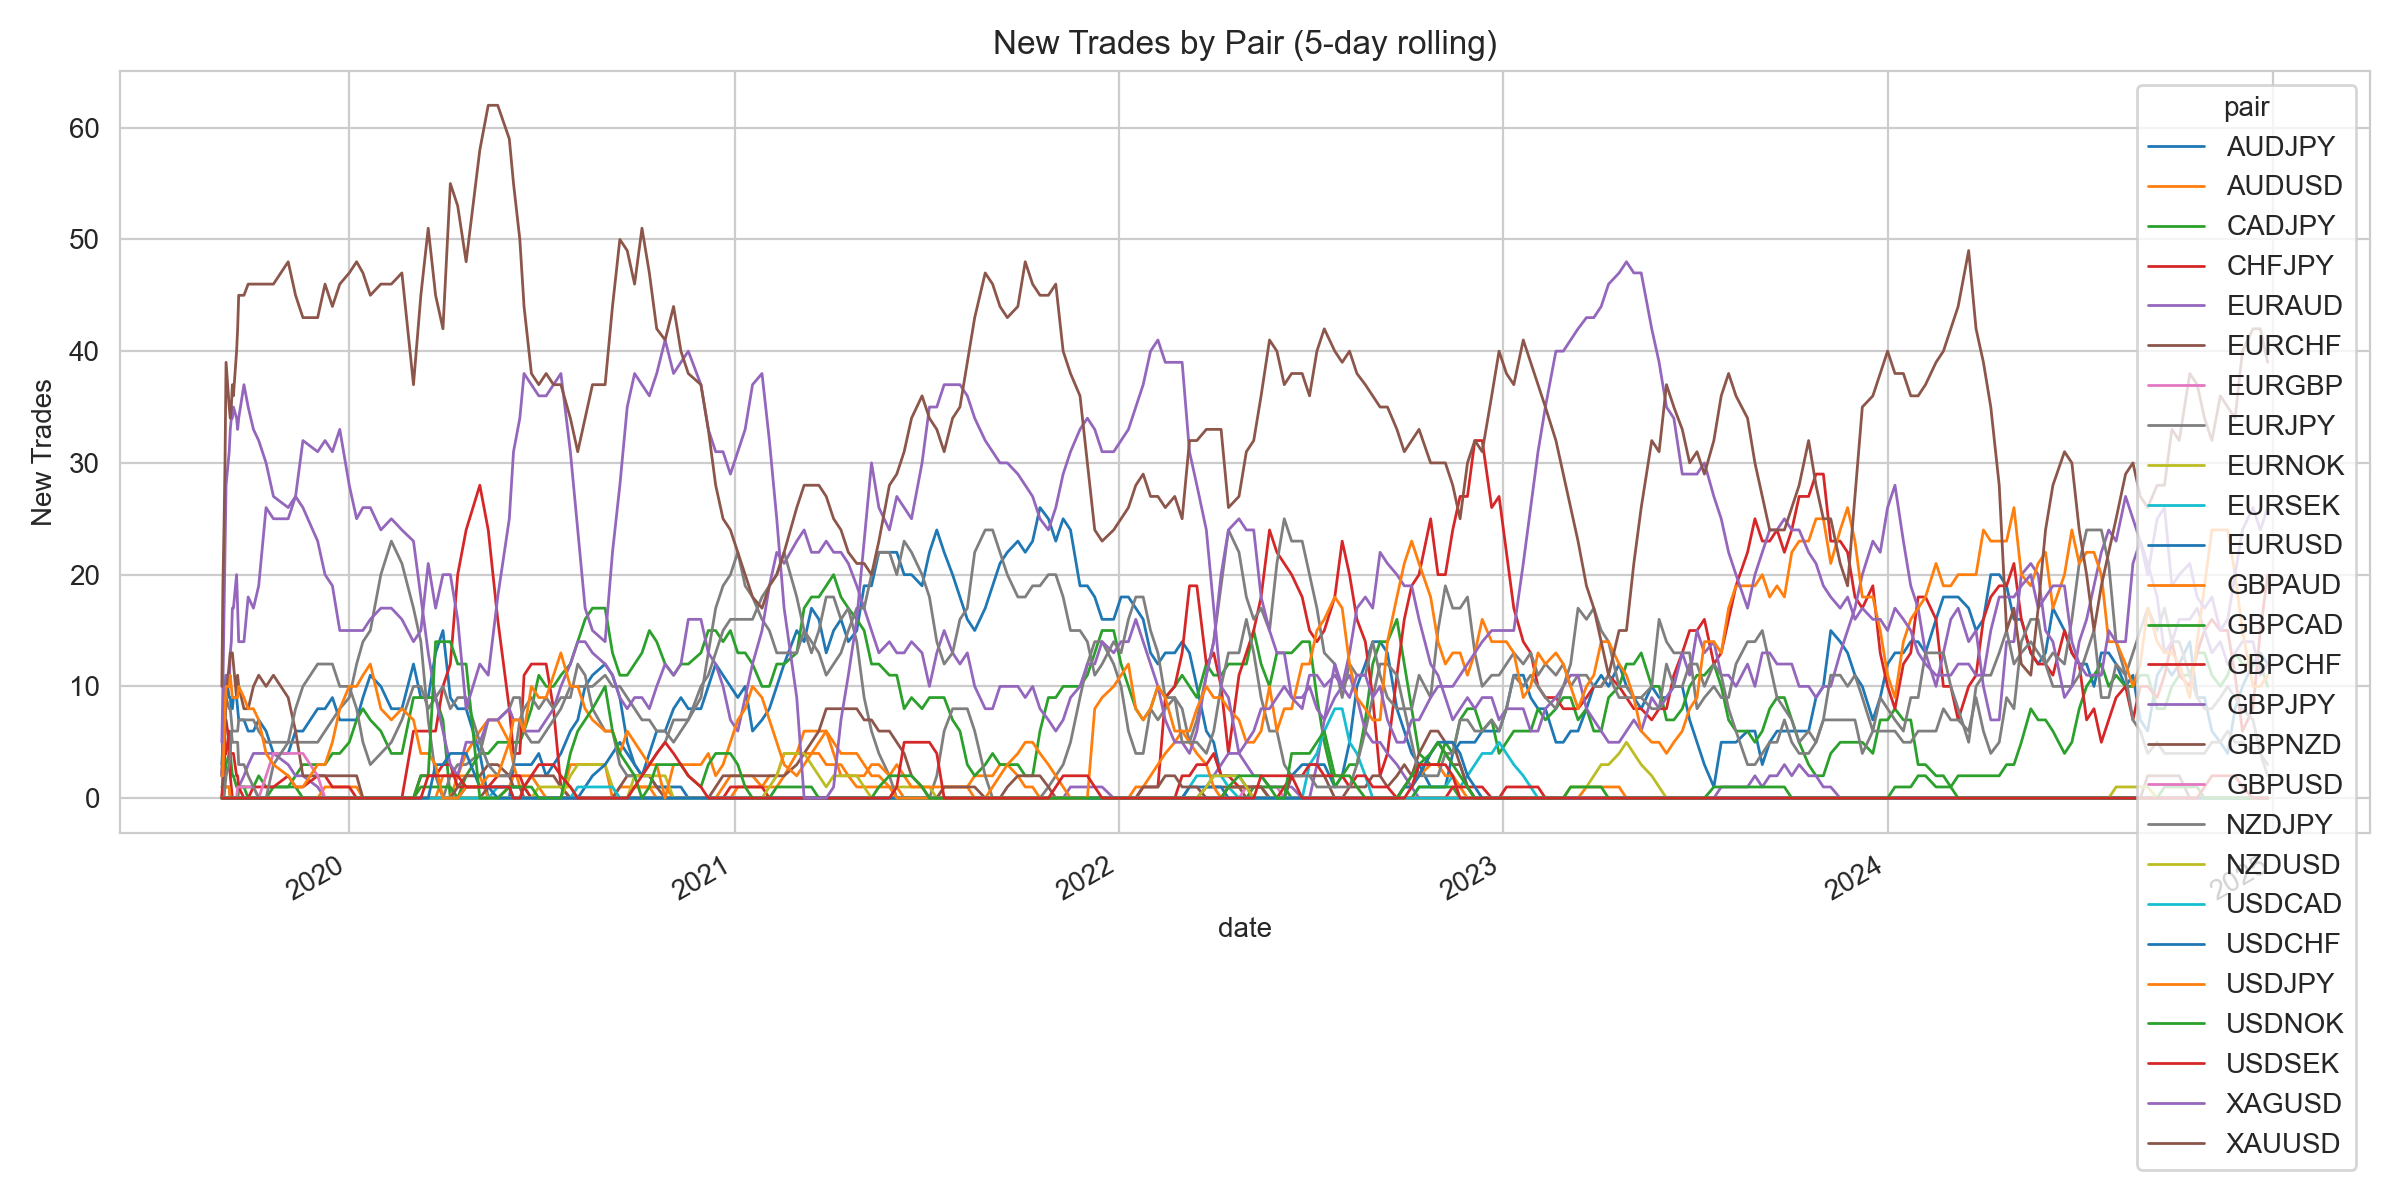 New Trades by Pair (5-day rolling)
New Trades
60
50
40
30
20
10
0
2020
2021
2022
2023
2024
2025
date
pair
AUDJPY
AUDUSD
CADJPY
CHFJPY
EURAUD
EURCHF
EURGBP
EURJPY
EURNOK
EURSEK
EURUSD
GBPAUD
GBPCAD
GBPCHF
GBPJPY
GBPNZD
GBPUSD
NZDJPY
NZDUSD
USDCAD
USDCHF
USDJPY
USDNOK
USDSEK
XAGUSD
XAUUSD